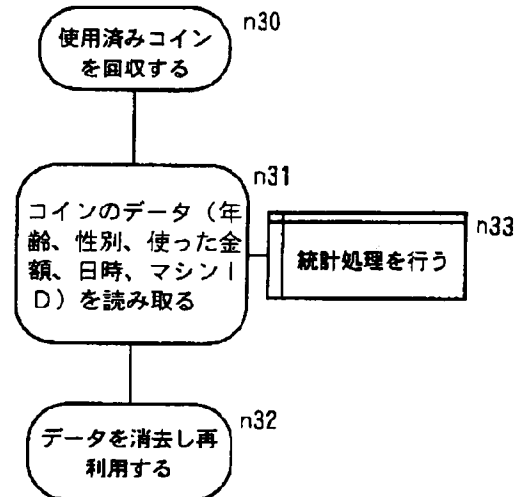 使用済みコイン
を回収する
n30
n31
コインのデータ（年
齢、性別、使った金
額、日時、マシンI
D）を読み取る
n33
統計処理を行う
n32
データを消去し再
利用する